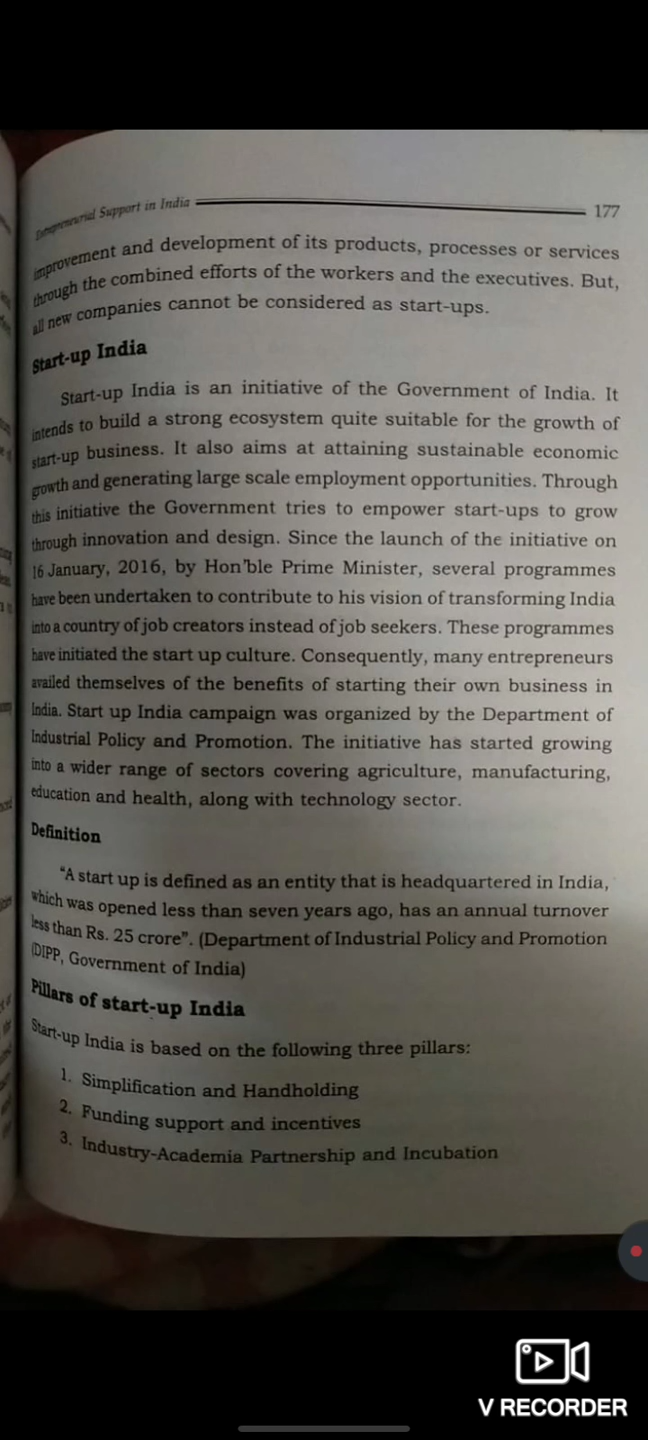 Entrepreneurial Support in India 177
improvement and development of its products, processes or services
through the combined efforts of the workers and the executives. But,
all new companies cannot be considered as start-ups.
Start-up India
Start-up India is an initiative of the Government of India. It
intends to build a strong ecosystem quite suitable for the growth of
start-up business. It also aims at attaining sustainable economic
growth and generating large scale employment opportunities. Through
this initiative the Government tries to empower start-ups to grow
through innovation and design. Since the launch of the initiative on
16 January, 2016, by Hon'ble Prime Minister, several programmes
have been undertaken to contribute to his vision of transforming India
into a country of job creators instead of job seekers. These programmes
have initiated the start up culture. Consequently, many entrepreneurs
availed themselves of the benefits of starting their own business in
India. Start up India campaign was organized by the Department of
Industrial Policy and Promotion. The initiative has started growing
into a wider range of sectors covering agriculture, manufacturing,
education and health, along with technology sector.
Definition
“A start up is defined as an entity that is headquartered in India,
which was opened less than seven years ago, has an annual turnover
less than Rs. 25 crore”. (Department of Industrial Policy and Promotion
(DIPP, Government of India)
Pillars of start-up India
Start-up India is based on the following three pillars:
1. Simplification and Handholding
2. Funding support and incentives
3. Industry-Academia Partnership and Incubation
V RECORDER